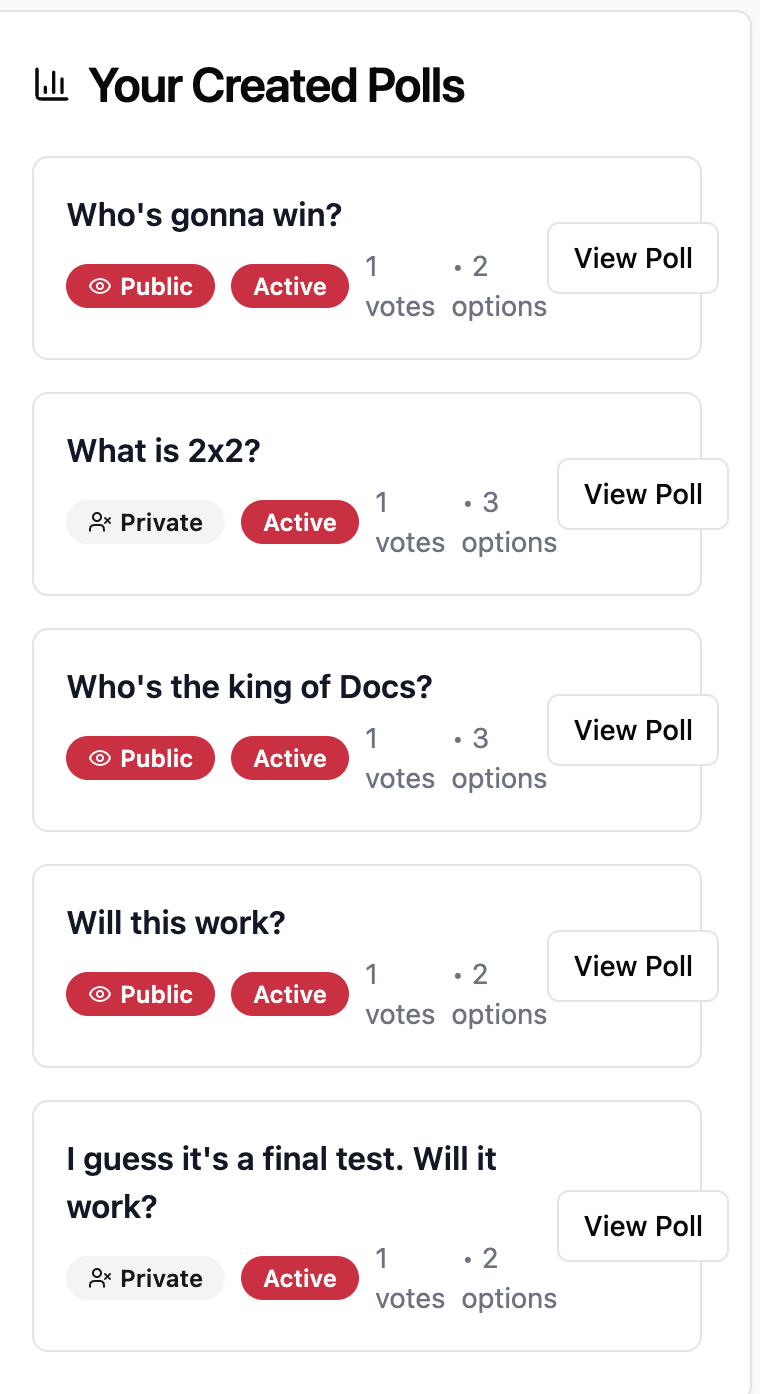 Your Created Polls
Who's gonna win?
Public Active 1 votes • 2 options
View Poll
What is 2x2?
Private Active 1 votes • 3 options
View Poll
Who's the king of Docs?
Public Active 1 votes • 3 options
View Poll
Will this work?
Public Active 1 votes • 2 options
View Poll
I guess it's a final test. Will it
work?
Private Active 1 votes • 2 options
View Poll